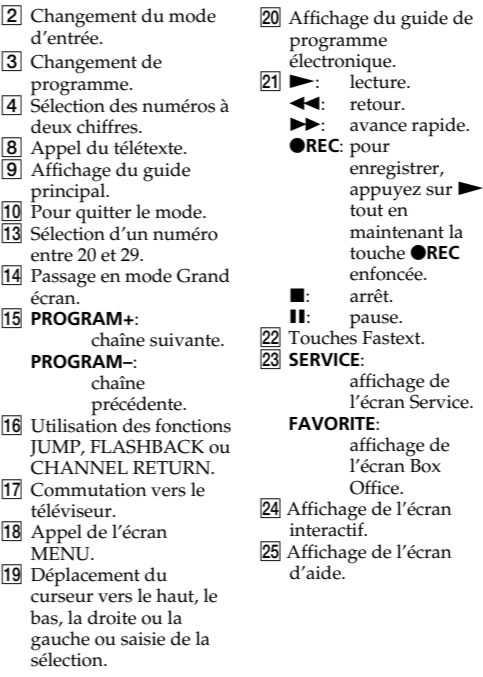 2 Changement du mode
d'entrée.
3 Changement de
programme.
4 Sélection des numéros à
deux chiffres.
8 Appel du télétexte.
9 Affichage du guide
principal.
10 Pour quitter le mode.
13 Sélection d'un numéro
entre 20 et 29.
14 Passage en mode Grand
écran.
15 PROGRAM+:
chaîne suivante.
PROGRAM–:
chaîne
précédente.
16 Utilisation des fonctions
JUMP, FLASHBACK ou
CHANNEL RETURN.
17 Commutation vers le
téléviseur.
18 Appel de l'écran
MENU.
19 Déplacement du
curseur vers le haut, le
bas, la droite ou la
gauche ou saisie de la
sélection.
20 Affichage du guide de
programme
électronique.
21 ▶: lecture.
◀◀: retour.
▶▶: avance rapide.
●REC: pour
enregistrer,
appuyez sur ▶
tout en
maintenant la
touche ●REC
enfoncée.
■: arrêt.
❚❚: pause.
22 Touches Fastext.
23 SERVICE:
affichage de
l'écran Service.
FAVORITE:
affichage de
l'écran Box
Office.
24 Affichage de l'écran
interactif.
25 Affichage de l'écran
d'aide.